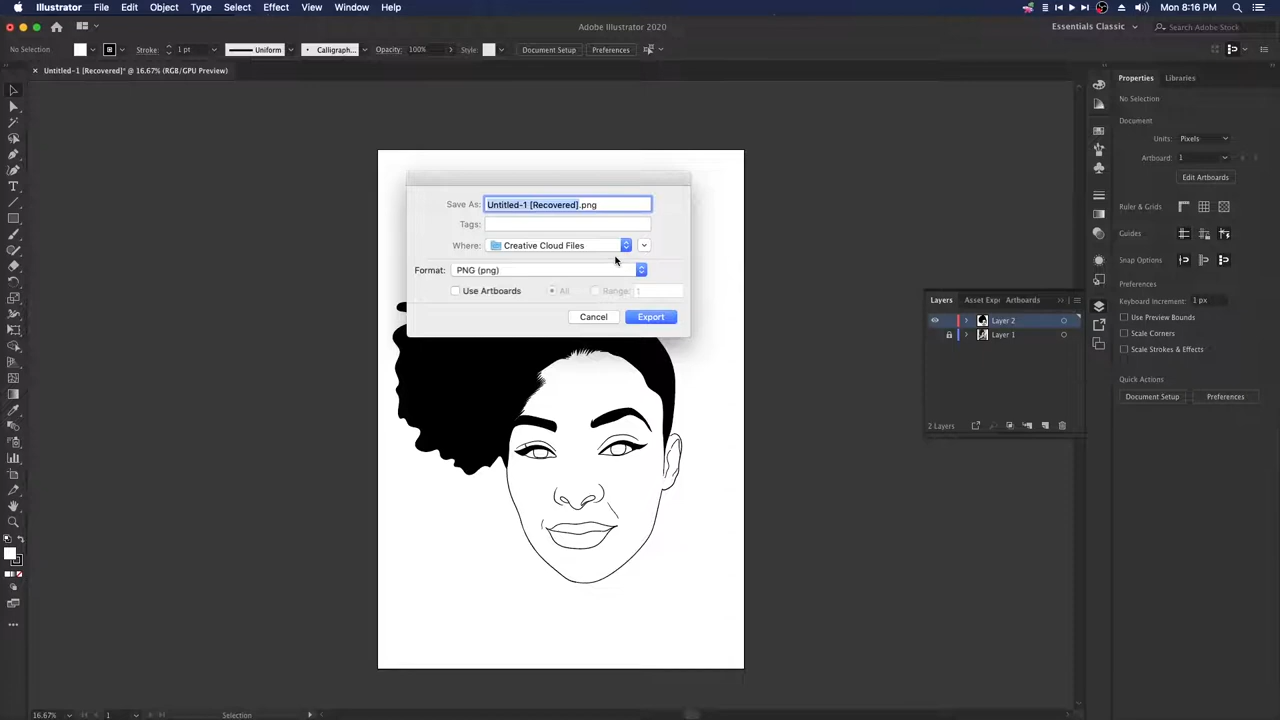 Illustrator File Edit Object Type Select Effect View Window Help
Mon 8:16 PM
Adobe Illustrator 2020
Essentials Classic
Search Adobe Stock
No Selection
Stroke: 1 pt
Uniform
Calligraph...
Opacity: 100%
Style:
Document Setup
Preferences
× Untitled-1 [Recovered]* @ 16.67% (RGB/GPU Preview)
Properties
Libraries
No Selection
Document
Units: Pixels
Artboard: 1
Edit Artboards
Ruler & Grids
Guides
Snap Options
Preferences
Keyboard Increment: 1 px
Use Preview Bounds
Scale Corners
Scale Strokes & Effects
Quick Actions
Document Setup
Preferences
Save As: Untitled-1 [Recovered].png
Tags:
Where: Creative Cloud Files
Format: PNG (png)
Use Artboards
All
Range: 1
Cancel
Export
Layers
Asset Exp
Artboards
Layer 2
Layer 1
2 Layers
16.67%
1
Selection